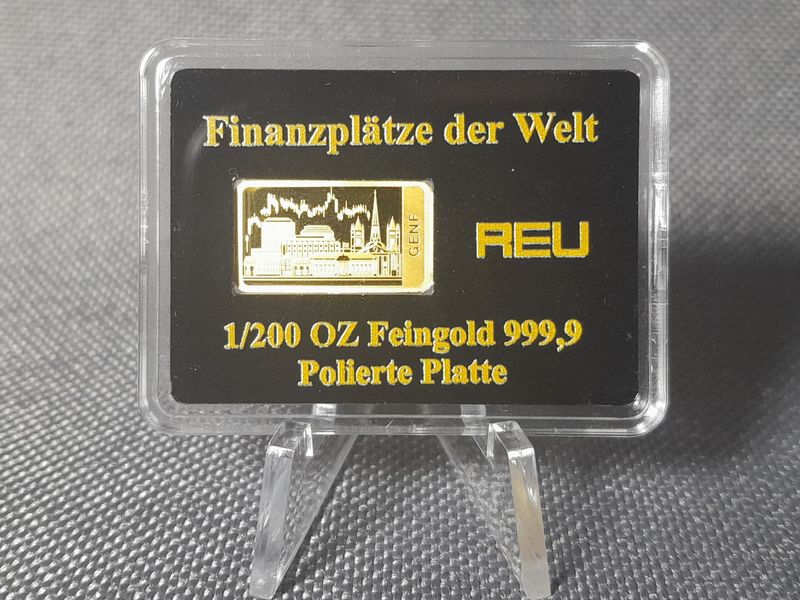 Finanzplätze der Welt
GENF
REU
1/200 OZ Feingold 999,9
Polierte Platte